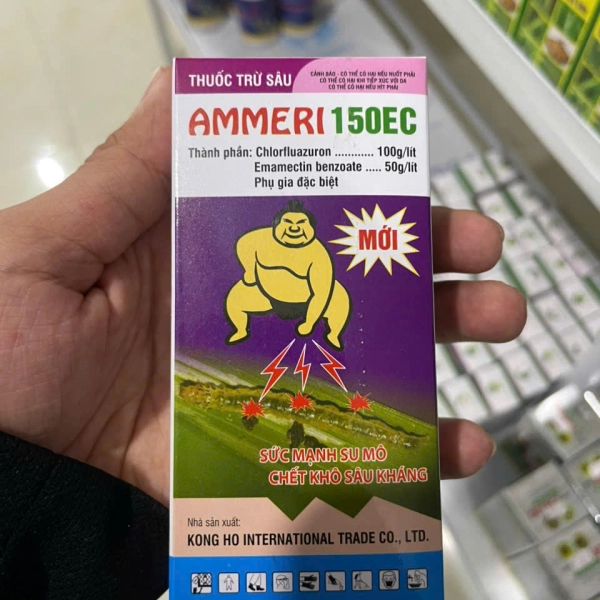 THUỐC TRỪ SÂU
CẢNH BÁO - CÓ THỂ CÓ HẠI NẾU NUỐT PHẢI
CÓ THỂ CÓ HẠI KHI TIẾP XÚC VỚI DA
CÓ THỂ CÓ HẠI NẾU HÍT PHẢI
AMMERI 150EC
Thành phần: Chlorfluazuron ............ 100g/lít
Emamectin benzoate ..... 50g/lít
Phụ gia đặc biệt
MỚI
SỨC MẠNH SU MÔ
CHẾT KHÔ SÂU KHÁNG
Nhà sản xuất:
KONG HO INTERNATIONAL TRADE CO., LTD.